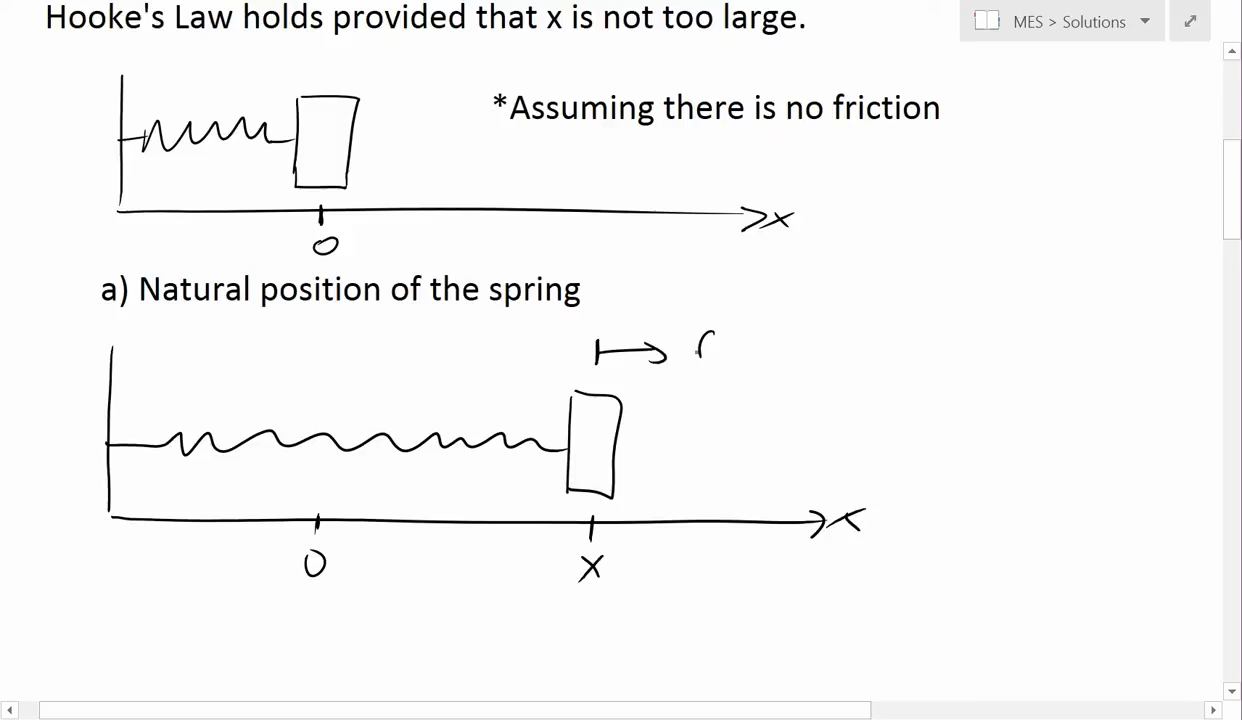 Hooke's Law holds provided that x is not too large.
MES > Solutions
*Assuming there is no friction
x
0
a) Natural position of the spring
x
0
x